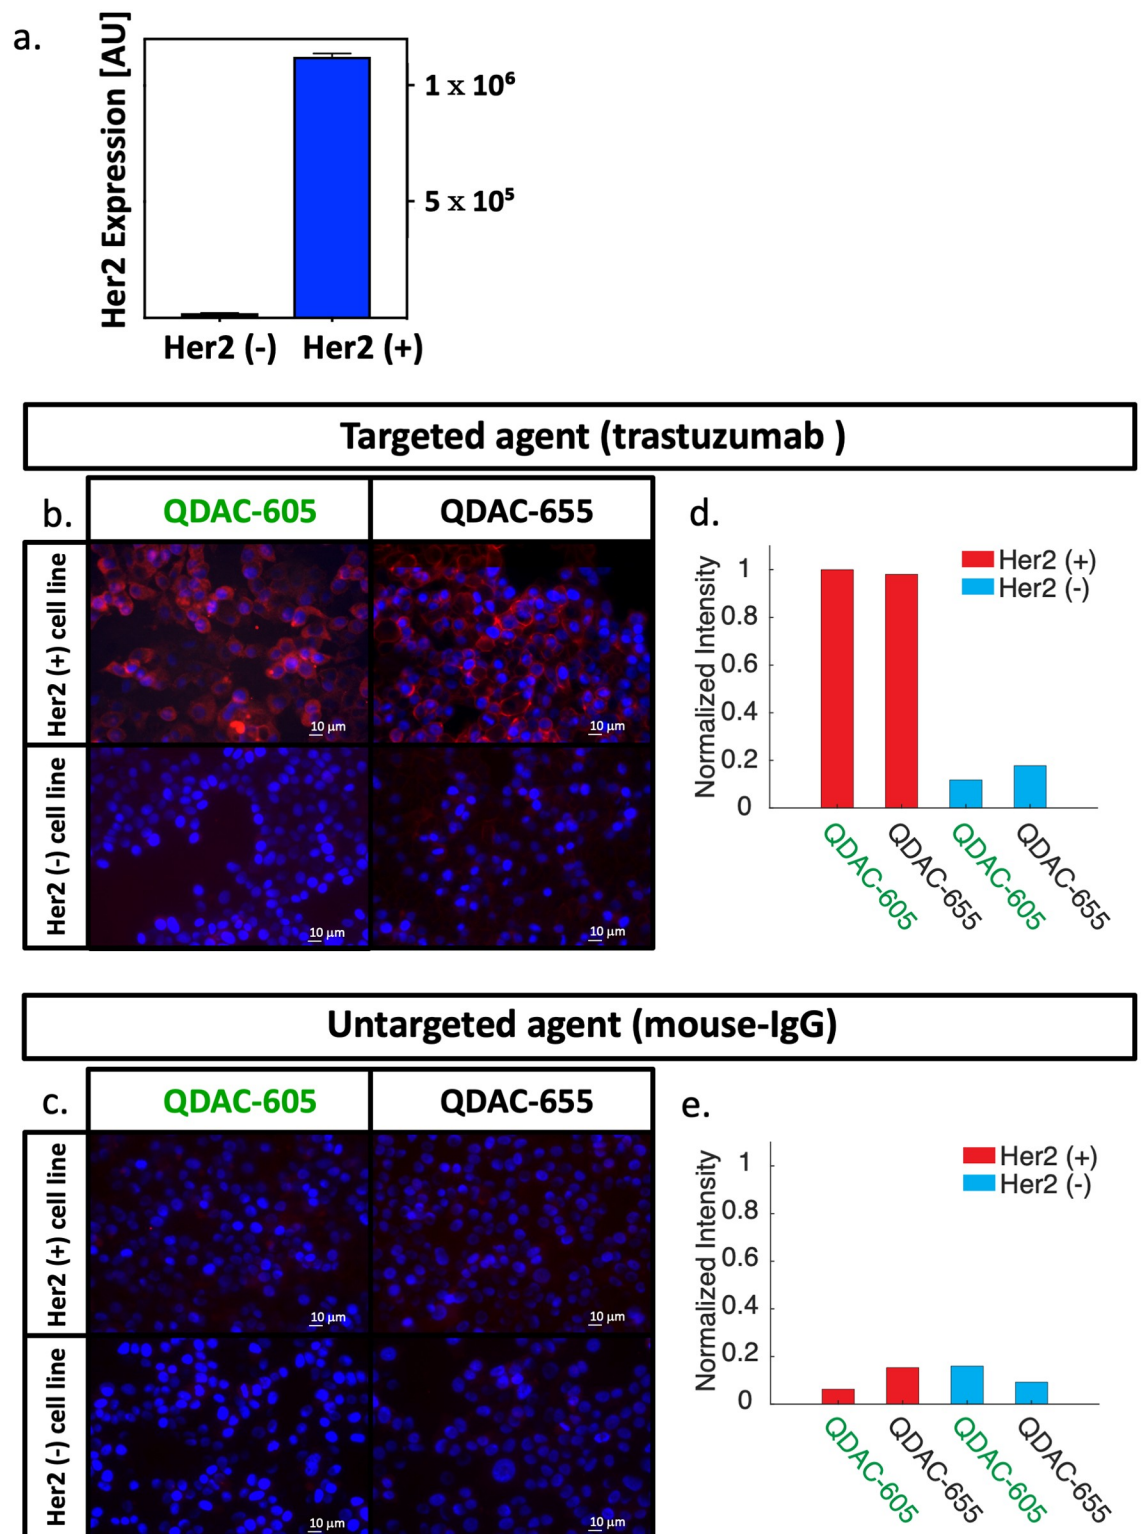 a.
Her2 Expression [AU]
1 x 10⁶
5 x 10⁵
Her2 (-) Her2 (+)
Targeted agent (trastuzumab )
b.
QDAC-605 QDAC-655
Her2 (+) cell line
10 µm
10 µm
Her2 (-) cell line
10 µm
10 µm
d.
Normalized Intensity
1
0.8
0.6
0.4
0.2
0
Her2 (+)
Her2 (-)
QDAC-605
QDAC-655
QDAC-605
QDAC-655
Untargeted agent (mouse-IgG)
c.
QDAC-605 QDAC-655
Her2 (+) cell line
10 µm
10 µm
Her2 (-) cell line
10 µm
10 µm
e.
Normalized Intensity
1
0.8
0.6
0.4
0.2
0
Her2 (+)
Her2 (-)
QDAC-605
QDAC-655
QDAC-605
QDAC-655